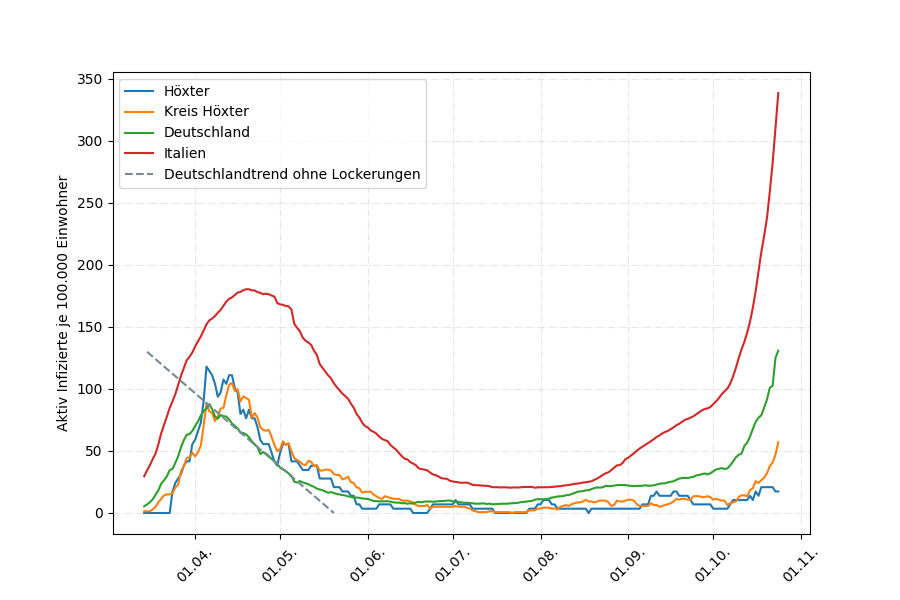 Höxter
Kreis Höxter
Deutschland
Italien
Deutschlandtrend ohne Lockerungen
Aktiv Infizierte je 100.000 Einwohner
350
300
250
200
150
100
50
0
01.04.
01.05.
01.06.
01.07.
01.08.
01.09.
01.10.
01.11.